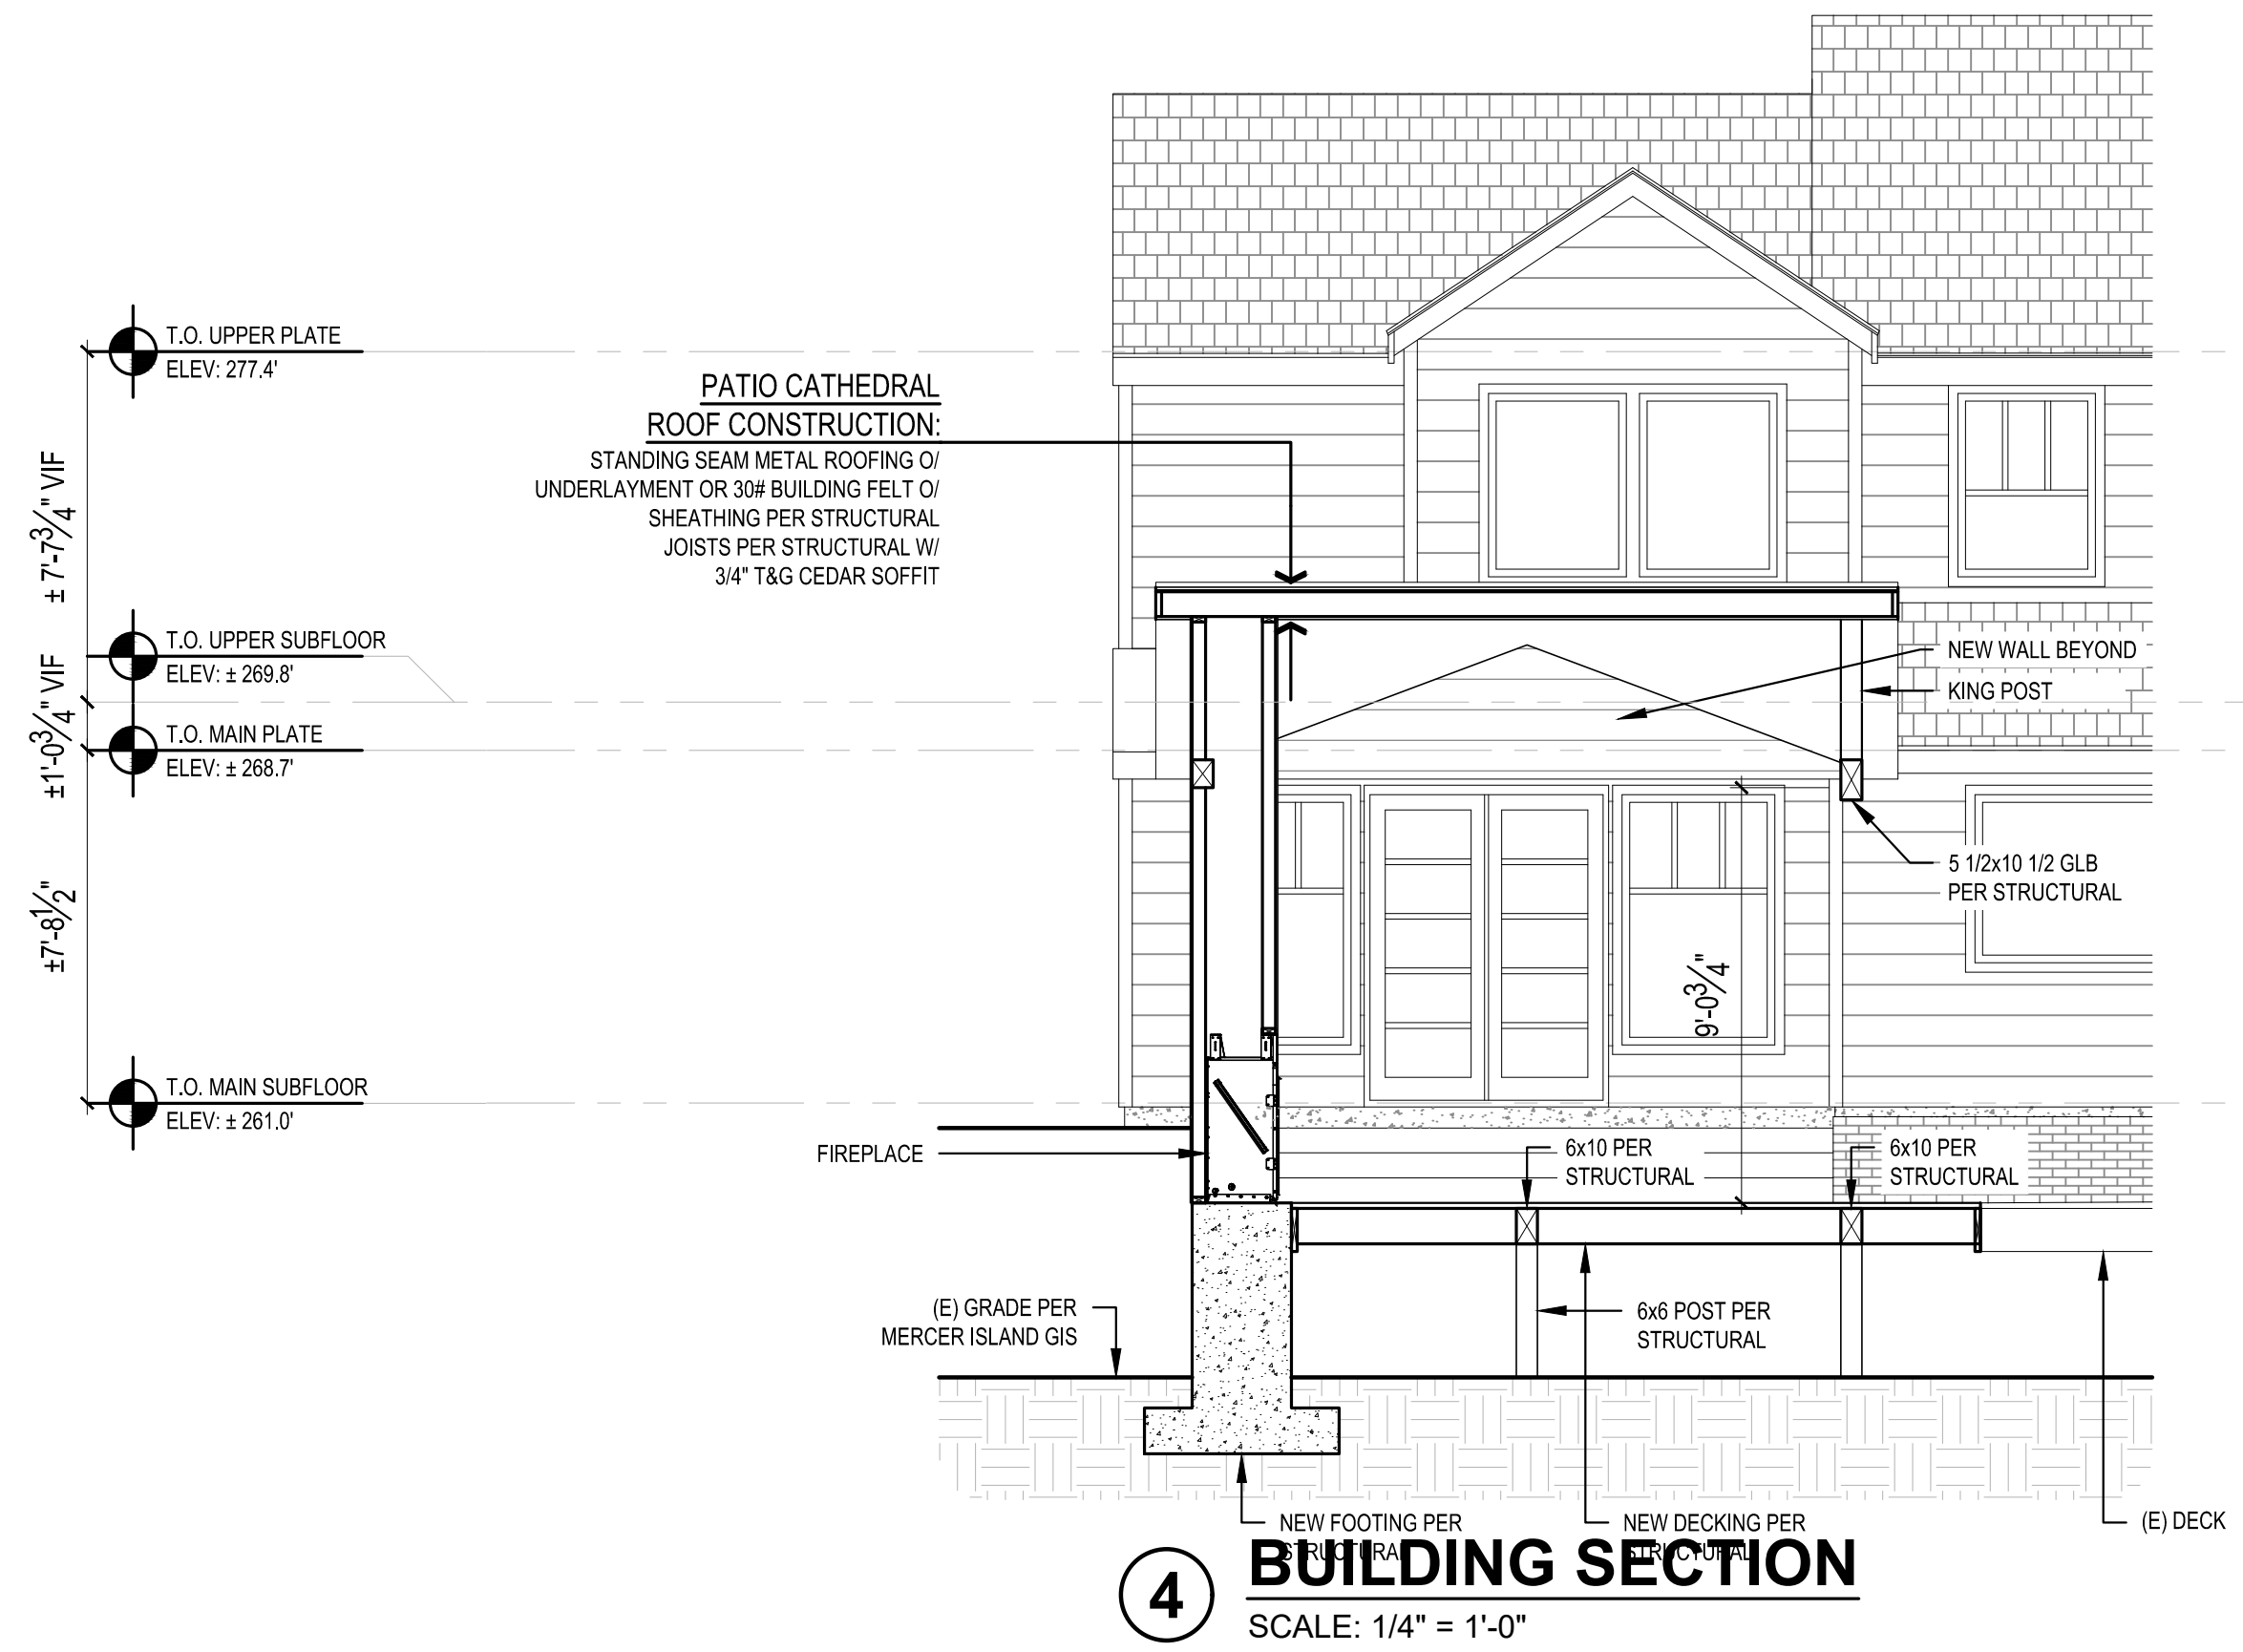 T.O. UPPER PLATE
ELEV: 277.4'
PATIO CATHEDRAL
ROOF CONSTRUCTION:
STANDING SEAM METAL ROOFING O/
UNDERLAYMENT OR 30# BUILDING FELT O/
SHEATHING PER STRUCTURAL
JOISTS PER STRUCTURAL W/
3/4" T&G CEDAR SOFFIT
± 7'-7 3/4" VIF
T.O. UPPER SUBFLOOR
ELEV: ± 269.8'
±1'-0 3/4" VIF
T.O. MAIN PLATE
ELEV: ± 268.7'
NEW WALL BEYOND
KING POST
5 1/2x10 1/2 GLB
PER STRUCTURAL
±7'-8 1/2"
9'-0 3/4"
T.O. MAIN SUBFLOOR
ELEV: ± 261.0'
FIREPLACE
6x10 PER
STRUCTURAL
6x10 PER
STRUCTURAL
(E) GRADE PER
MERCER ISLAND GIS
6x6 POST PER
STRUCTURAL
NEW FOOTING PER
STRUCTURAL
NEW DECKING PER
STRUCTURAL
(E) DECK
4
BUILDING SECTION
SCALE: 1/4" = 1'-0"